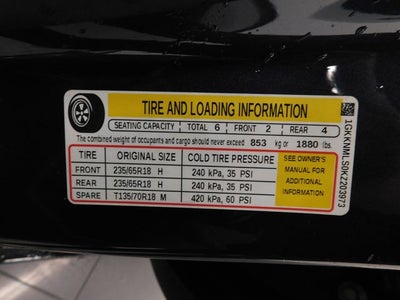 TIRE AND LOADING INFORMATION
SEATING CAPACITY TOTAL 6 FRONT 2 REAR 4
The combined weight of occupants and cargo should never exceed 853 kg or 1880 lbs.
TIRE ORIGINAL SIZE COLD TIRE PRESSURE
FRONT 235/65R18 H 240 kPa, 35 PSI
REAR 235/65R18 H 240 kPa, 35 PSI
SPARE T135/70R18 M 420 kPa, 60 PSI
SEE OWNER'S
MANUAL FOR
ADDITIONAL
INFORMATION
1GKKNMLS0KZ203973